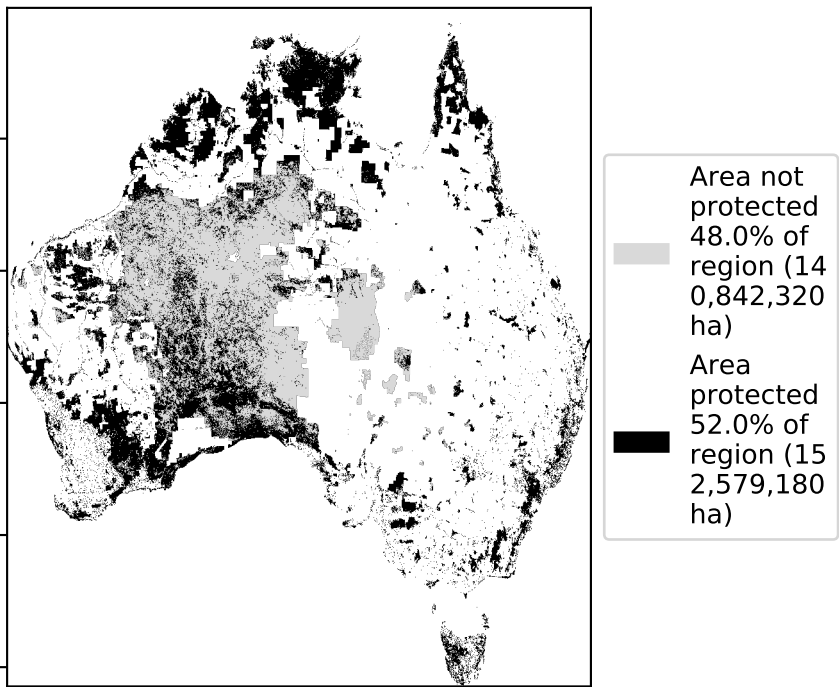 Area not
protected
48.0% of
region (14
0,842,320
ha)
Area
protected
52.0% of
region (15
2,579,180
ha)